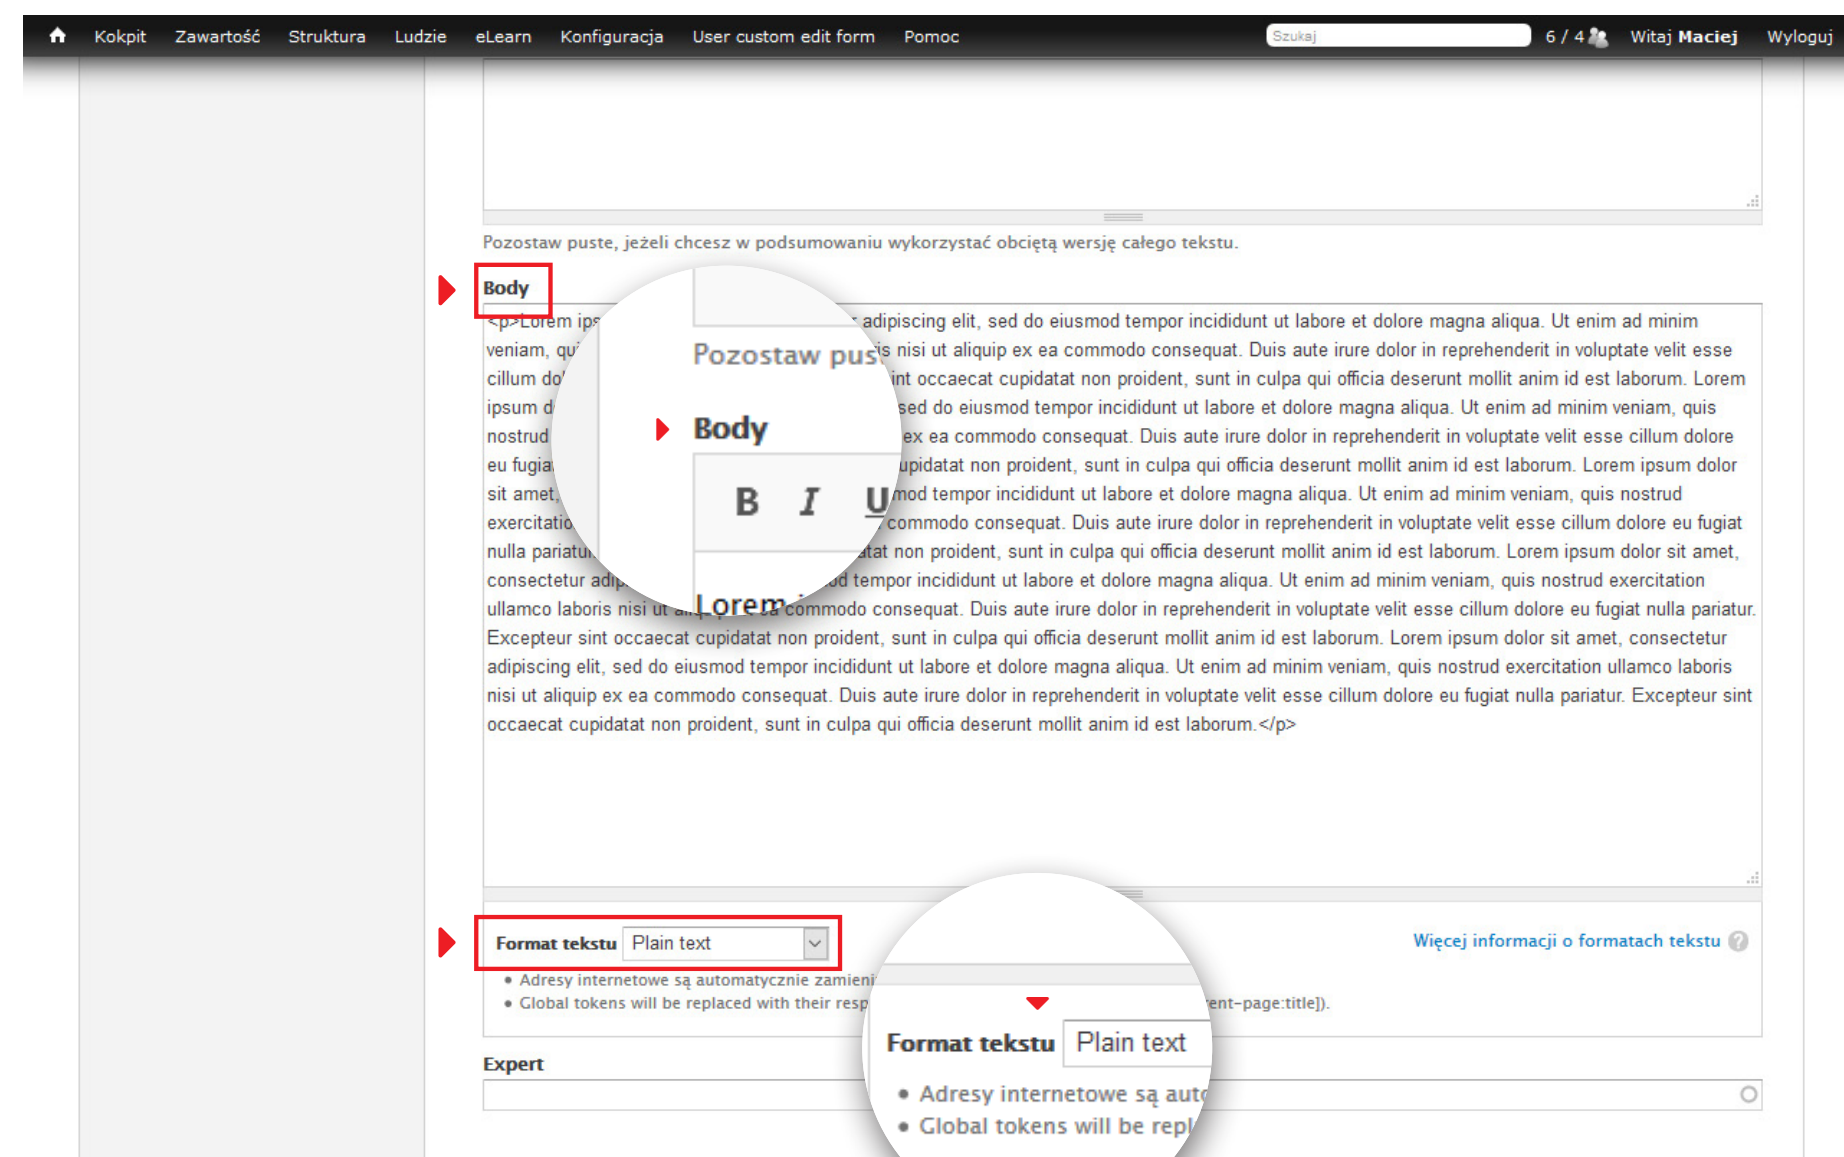 Kokpit Zawartość Struktura Ludzie eLearn Konfiguracja User custom edit form Pomoc Szukaj 6 / 4 Witaj Maciej Wyloguj
Pozostaw puste, jeżeli chcesz w podsumowaniu wykorzystać obciętą wersję całego tekstu.
Body
<p>Lorem adipiscing elit, sed do eiusmod tempor incididunt ut labore et dolore magna aliqua. Ut enim ad minim
veniam, nisi ut aliquip ex ea commodo consequat. Duis aute irure dolor in reprehenderit in voluptate velit esse
cillum occaecat cupidatat non proident, sunt in culpa qui officia deserunt mollit anim id est laborum. Lorem
ipsum sed do eiusmod tempor incididunt ut labore et dolore magna aliqua. Ut enim ad minim veniam, quis
nostrud ex ea commodo consequat. Duis aute irure dolor in reprehenderit in voluptate velit esse cillum dolore
eu non proident, sunt in culpa qui officia deserunt mollit anim id est laborum. Lorem ipsum dolor
sit amet, tempor incididunt ut labore et dolore magna aliqua. Ut enim ad minim veniam, quis nostrud
commodo consequat. Duis aute irure dolor in reprehenderit in voluptate velit esse cillum dolore eu fugiat
nulla non proident, sunt in culpa qui officia deserunt mollit anim id est laborum. Lorem ipsum dolor sit amet,
consectetur tempor incididunt ut labore et dolore magna aliqua. Ut enim ad minim veniam, quis nostrud exercitation
ullamco laboris nisi ut commodo consequat. Duis aute irure dolor in reprehenderit in voluptate velit esse cillum dolore eu fugiat nulla pariatur.
Excepteur sint occaecat cupidatat non proident, sunt in culpa qui officia deserunt mollit anim id est laborum. Lorem ipsum dolor sit amet, consectetur
adipiscing elit, sed do eiusmod tempor incididunt ut labore et dolore magna aliqua. Ut enim ad minim veniam, quis nostrud exercitation ullamco laboris
nisi ut aliquip ex ea commodo consequat. Duis aute irure dolor in reprehenderit in voluptate velit esse cillum dolore eu fugiat nulla pariatur. Excepteur sint
occaecat cupidatat non proident, sunt in culpa qui officia deserunt mollit anim id est laborum.</p>
Pozostaw pus
Body
B I U
Lorem
Format tekstu Plain text
Więcej informacji o formatach tekstu ?
Adresy internetowe są automatycznie zamieni
Global tokens will be replaced with their resp ent-page:title]).
Format tekstu Plain text
Adresy internetowe są auto
Global tokens will be repl
Expert